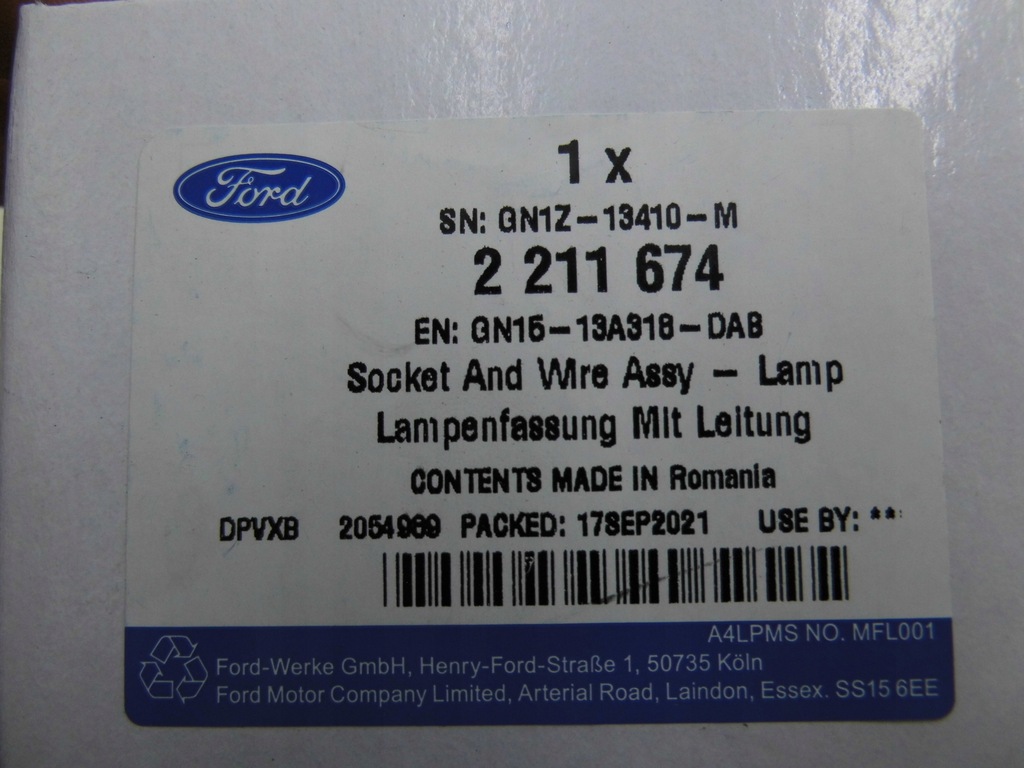 Ford
1 x
SN: GN1Z-13410-M
2 211 674
EN: GN15-13A318-DAB
Socket And Wire Assy - Lamp
Lampenfassung Mit Leitung
CONTENTS MADE IN Romania
DPVXB 2054969 PACKED: 17SEP2021 USE BY: **
A4LPMS NO. MFL001
Ford-Werke GmbH, Henry-Ford-Straße 1, 50735 Köln
Ford Motor Company Limited, Arterial Road, Laindon, Essex. SS15 6EE